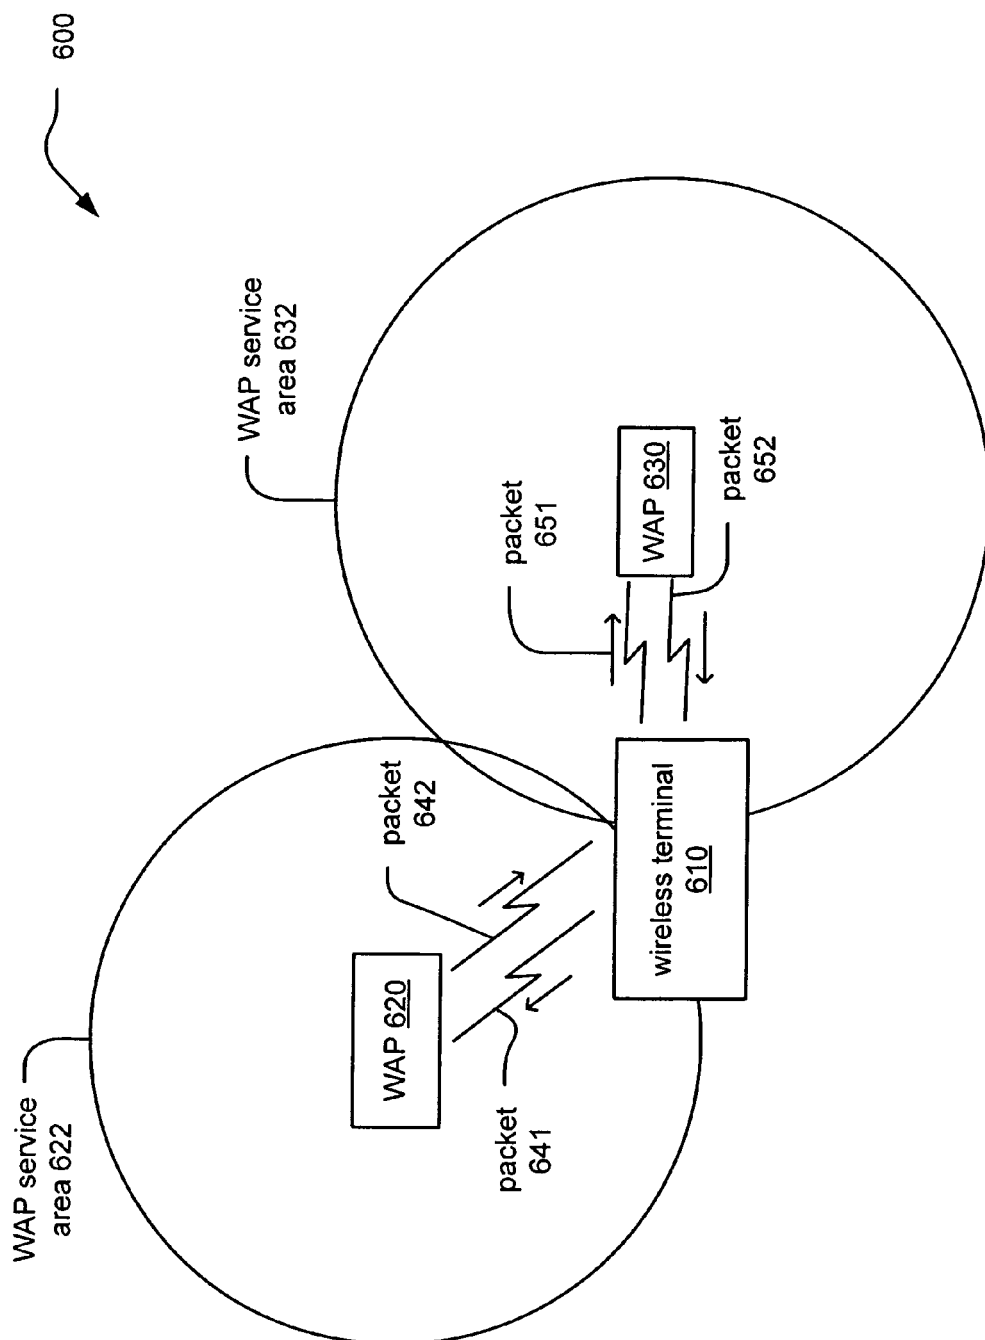 600
WAP service
area 622
WAP service
area 632
packet
642
packet
651
WAP 620
WAP 630
packet
641
packet
652
wireless terminal
610